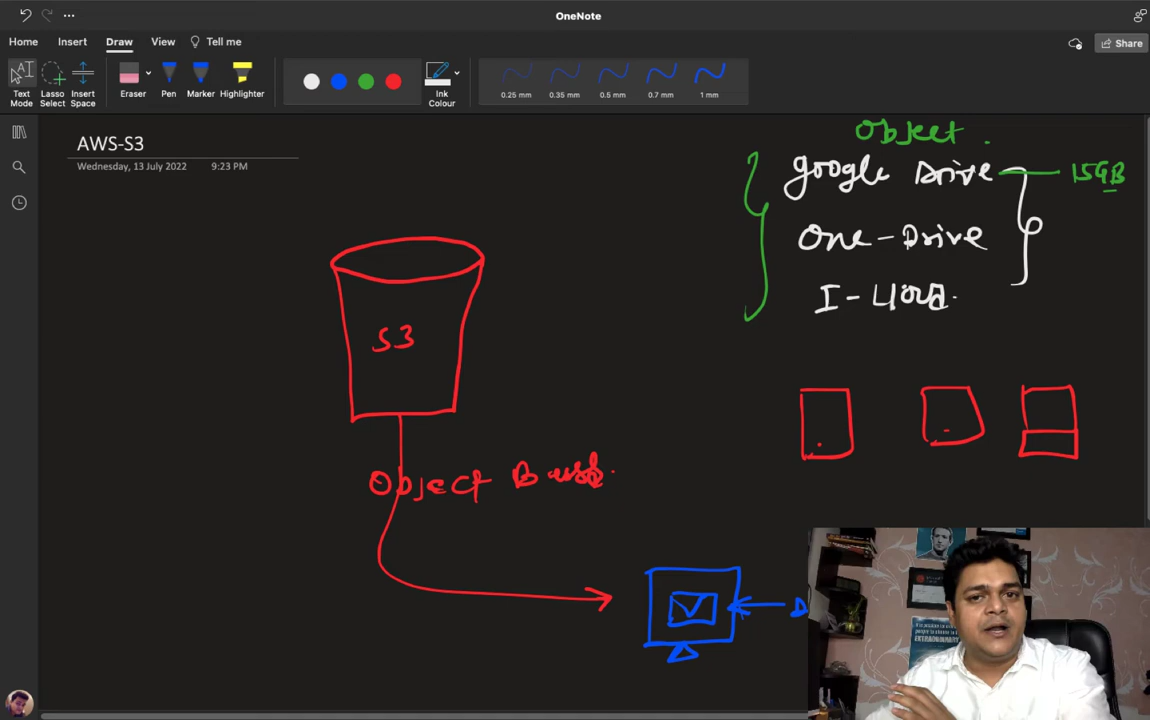 OneNote
Home Insert Draw View Tell me
Share
Text Mode
Lasso Select
Insert Space
Eraser
Pen
Marker
Highlighter
Ink Colour
0.25 mm
0.35 mm
0.5 mm
0.7 mm
1 mm
AWS-S3
Wednesday, 13 July 2022 9:23 PM
Object.
google Drive
15GB
One-Drive
S3
Object
EXTRAORDINARY